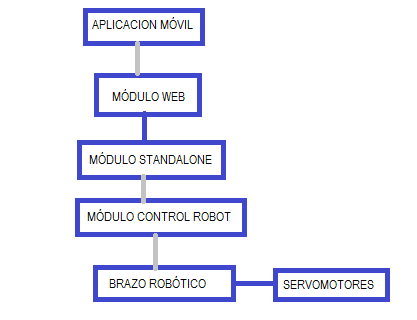 APLICACION MÓVIL
MÓDULO WEB
MÓDULO STANDALONE
MÓDULO CONTROL ROBOT
BRAZO ROBÓTICO
SERVOMOTORES